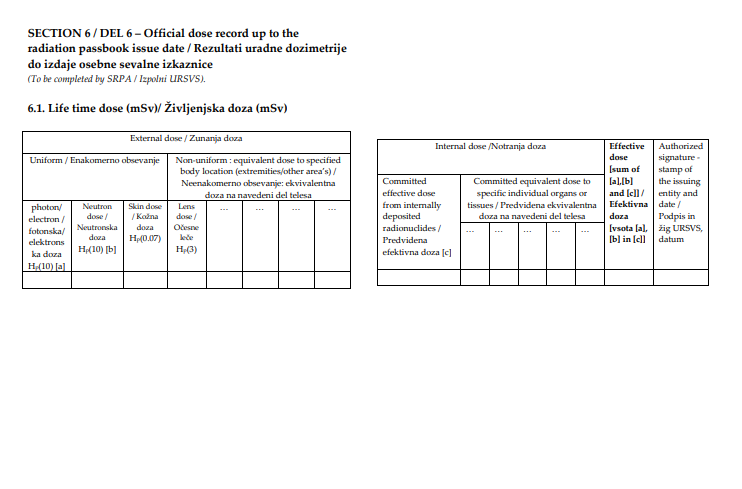 SECTION 6 / DEL 6 – Official dose record up to the
radiation passbook issue date / Rezultati uradne dozimetrije
do izdaje osebne sevalne izkaznice
(To be completed by SRPA / Izpolni URSVS).
6.1. Life time dose (mSv)/ Življenjska doza (mSv)
External dose / Zunanja doza
Uniform / Enakomerno obsevanje
Non-uniform : equivalent dose to specified
body location (extremities/other area's) /
Neenakomerno obsevanje: ekvivalentna
doza na navedeni del telesa
photon/
electron /
fotonska/
elektrons
ka doza
Hp(10) [a]
Neutron
dose /
Neutronska
doza
Hp(10) [b]
Skin dose
/ Kožna
doza
Hp(0.07)
Lens
dose /
Očesne
leče
Hp(3)
…
…
…
…
Internal dose /Notranja doza
Committed
effective dose
from internally
deposited
radionuclides /
Predvidena
efektivna doza [c]
Committed equivalent dose to
specific individual organs or
tissues / Predvidena ekvivalentna
doza na navedeni del telesa
…
…
…
…
…
Effective
dose
[sum of
[a],[b]
and [c]] /
Efektivna
doza
[vsota [a],
[b] in [c]]
Authorized
signature -
stamp of
the issuing
entity and
date /
Podpis in
žig URSVS,
datum